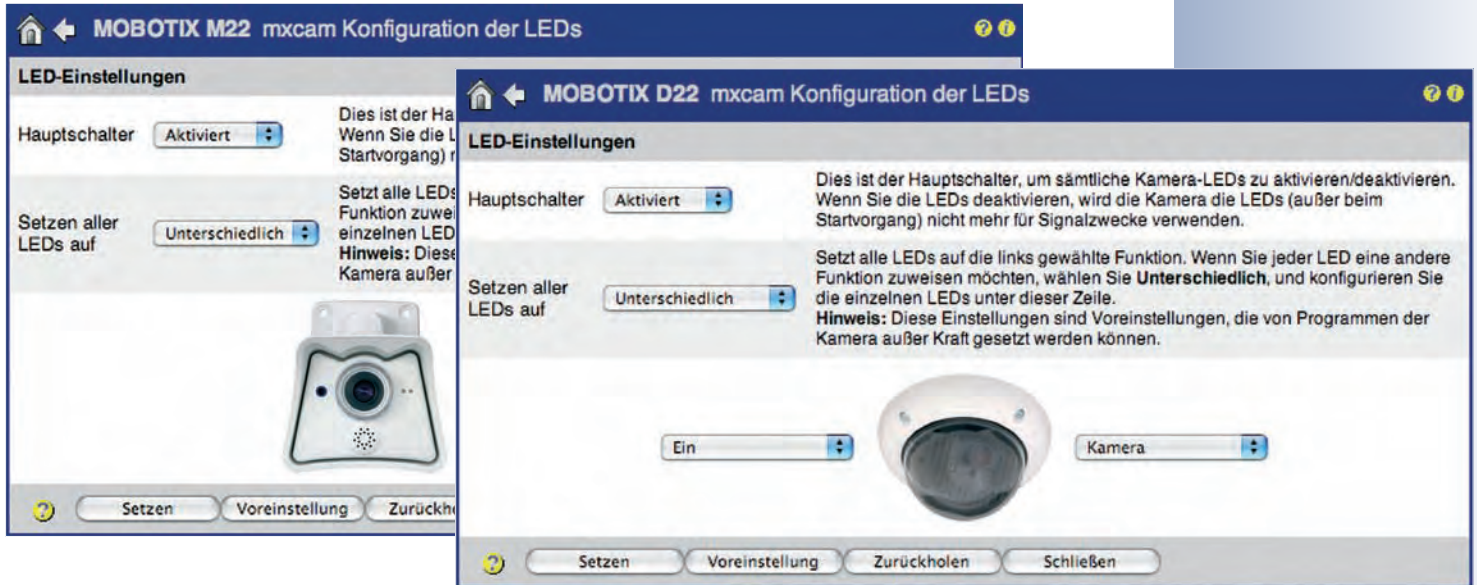 MOBOTIX M22 mxcam Konfiguration der LEDs
LED-Einstellungen
Hauptschalter
Aktiviert
Dies ist der
Wenn Sie die
Startvorgang)
Setzen aller
LEDs auf
Unterschiedlich
Setzt alle LEDs
Funktion
einzelnen LED
Hinweis:
Kamera außer
?
Setzen
Voreinstellung
MOBOTIX D22 mxcam Konfiguration der LEDs
? i
LED-Einstellungen
Hauptschalter
Aktiviert
Dies ist der Hauptschalter, um sämtliche Kamera-LEDs zu aktivieren/deaktivieren.
Wenn Sie die LEDs deaktivieren, wird die Kamera die LEDs (außer beim
Startvorgang) nicht mehr für Signalzwecke verwenden.
Setzen aller
LEDs auf
Unterschiedlich
Setzt alle LEDs auf die links gewählte Funktion. Wenn Sie jeder LED eine andere
Funktion zuweisen möchten, wählen Sie Unterschiedlich, und konfigurieren Sie
die einzelnen LEDs unter dieser Zeile.
Hinweis: Diese Einstellungen sind Voreinstellungen, die von Programmen der
Kamera außer Kraft gesetzt werden können.
Ein
Kamera
?
Setzen
Voreinstellung
Zurückholen
Schließen